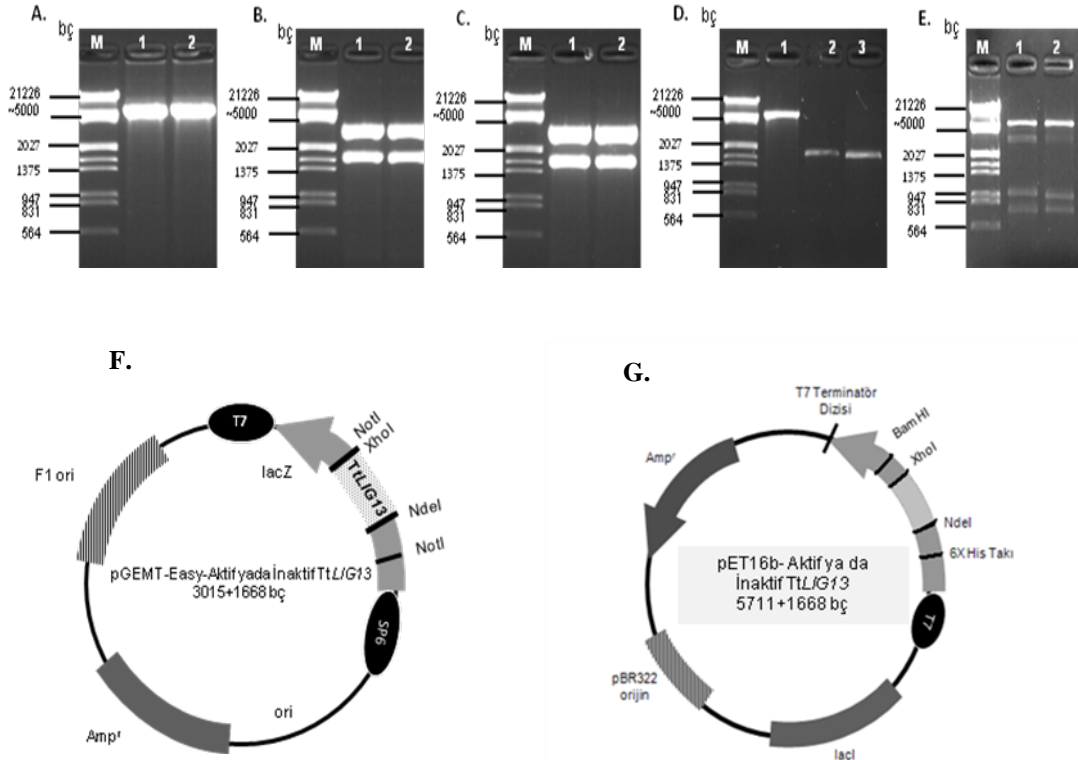 A.
bç
M 1 2
21226
~5000
2027
1375
947
831
564
B.
bç
M 1 2
21226
~5000
2027
1375
947
831
564
C.
bç
M 1 2
21226
~5000
2027
1375
947
831
564
D.
bç
M 1 2 3
21226
~5000
2027
1375
947
831
564
E.
bç
M 1 2
21226
~5000
2027
1375
947
831
564
F.
T7
NotI
XhoI
lacZ
TtLIG13
NdeI
NotI
F1 ori
pGEMT-Easy-Aktifyada İnaktif TtLIG13
3015+1668 bç
SP6
ori
Ampʳ
G.
T7 Terminatör
Dizisi
BamHI
XhoI
Ampʳ
NdeI
6X His Takı
pET16b- Aktif ya da
İnaktif TtLIG13
5711+1668 bç
T7
pBR322
orijin
lacI